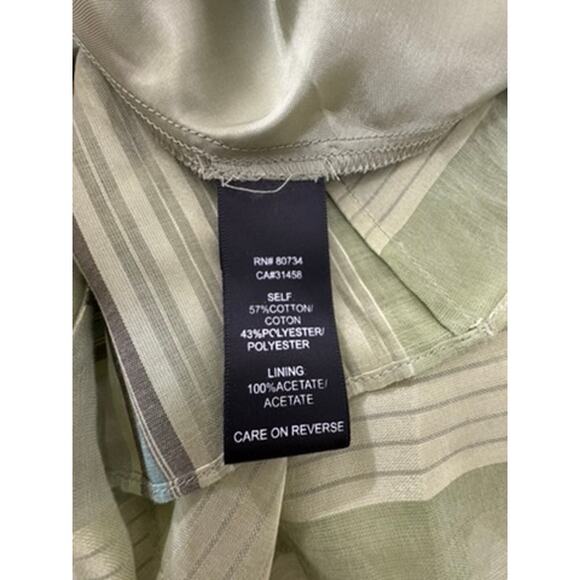 RN# 80734
CA#31458
SELF
57%COTTON/
COTON
43%POLYESTER/
POLYESTER
LINING
100%ACETATE/
ACETATE
CARE ON REVERSE